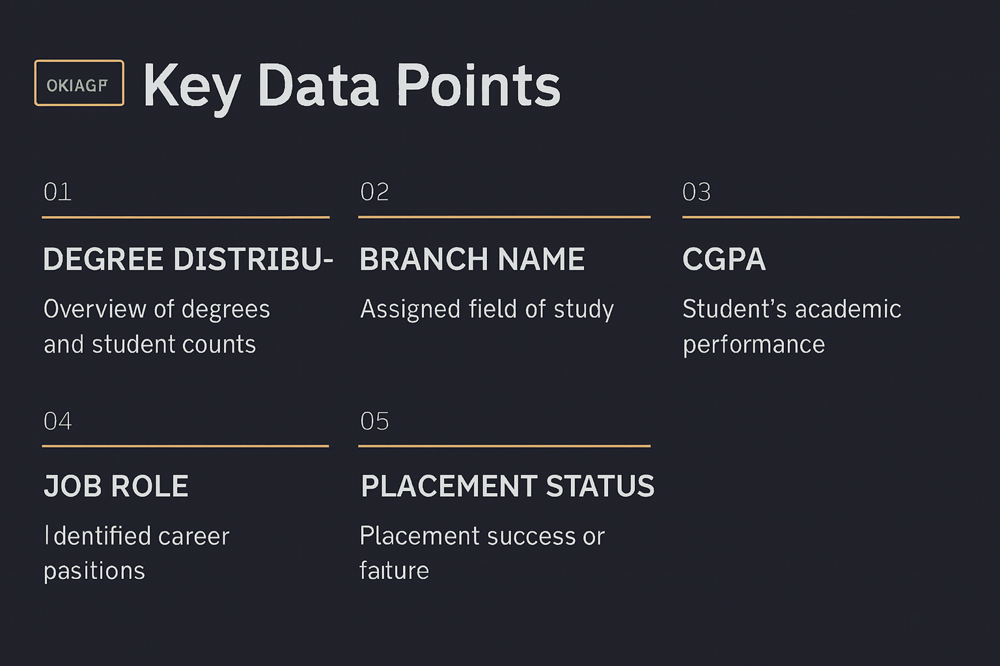 OKIAGF
Key Data Points
01
DEGREE DISTRIBU-
Overview of degrees
and student counts
02
BRANCH NAME
Assigned field of study
03
CGPA
Student's academic
performance
04
JOB ROLE
Identified career
pasitions
05
PLACEMENT STATUS
Placement success or
faıture